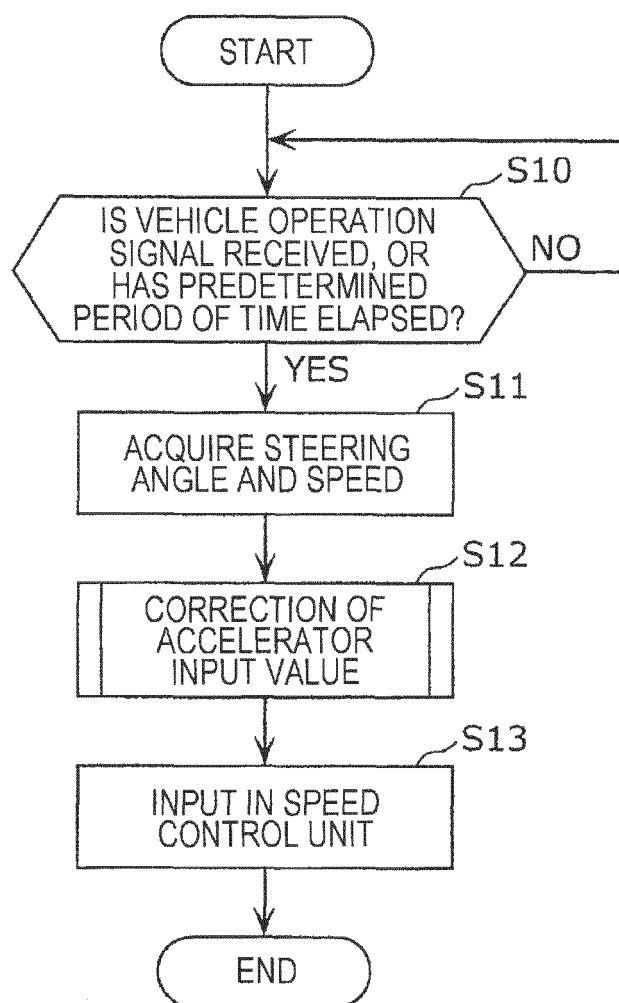 START
S10
IS VEHICLE OPERATION
SIGNAL RECEIVED, OR
HAS PREDETERMINED
PERIOD OF TIME ELAPSED?
NO
YES
S11
ACQUIRE STEERING
ANGLE AND SPEED
S12
CORRECTION OF
ACCELERATOR
INPUT VALUE
S13
INPUT IN SPEED
CONTROL UNIT
END